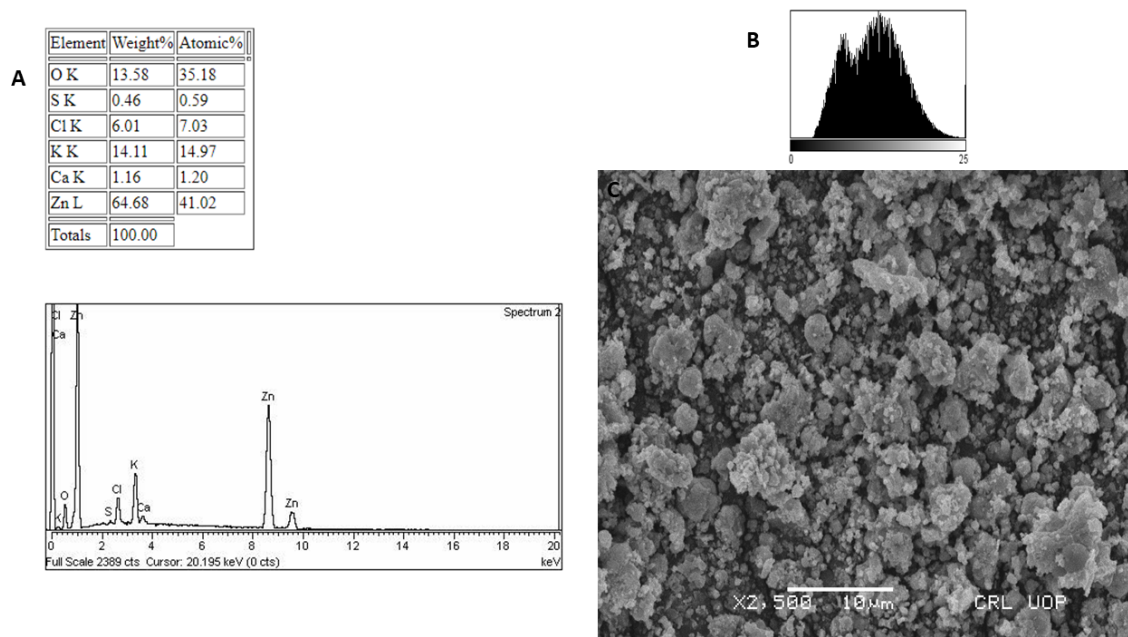 A
Element Weight% Atomic%
O K 13.58 35.18
S K 0.46 0.59
Cl K 6.01 7.03
K K 14.11 14.97
Ca K 1.16 1.20
Zn L 64.68 41.02
Totals 100.00
Spectrum 2
Cl Zn
Ca
Zn
K
Cl
O
S Ca
Zn
K
0 2 4 6 8 10 12 14 16 18 20
Full Scale 2389 cts Cursor: 20.195 keV (0 cts) keV
B
0 25
C
X2,500 10µm CRL UOP